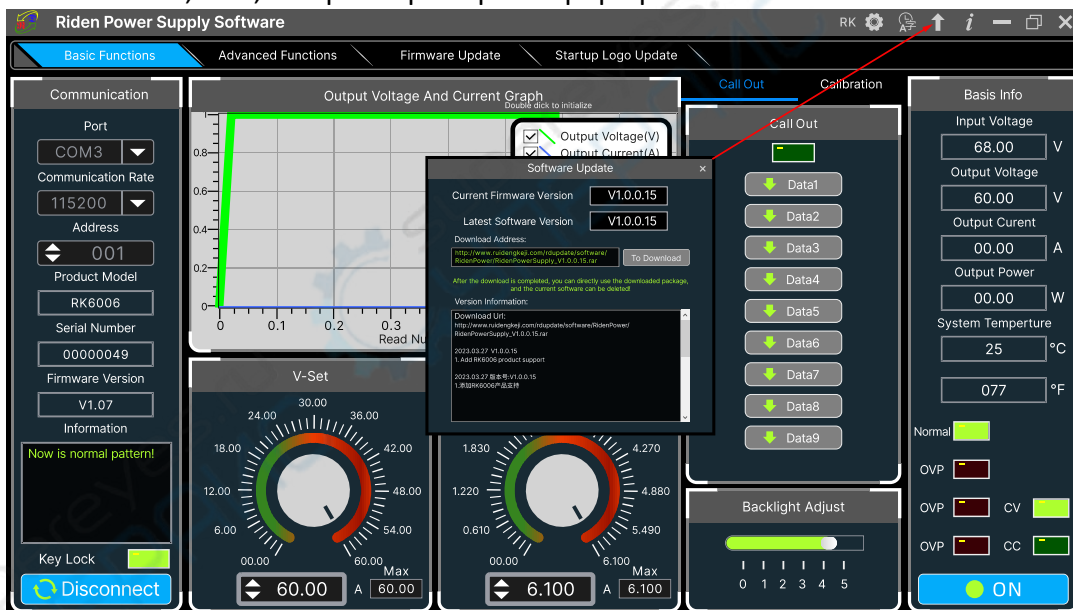 Riden Power Supply Software
RK
Basic Functions
Advanced Functions
Firmware Update
Startup Logo Update
Communication
Port
COM3
Communication Rate
115200
Address
001
Product Model
RK6006
Serial Number
00000049
Firmware Version
V1.07
Information
Now is normal pattern!
Key Lock
Disconnect
Output Voltage And Current Graph
Double dick to initialize
Output Voltage(V)
Output Current(A)
1
0.8
0.6
0.4
0.2
0
0 0.1 0.2 0.3
Read Nu
Software Update
×
Current Firmware Version V1.0.0.15
Latest Software Version V1.0.0.15
Download Address:
http://www.ruidengkeji.com/rdupdate/software/
RidenPower/RidenPowerSupply_V1.0.0.15.rar
To Download
After the download is completed, you can directly use the downloaded package,
and the current software can be deleted!
Version Information:
Download Url:
http://www.ruidengkeji.com/rdupdate/software/RidenPower/
RidenPowerSupply_V1.0.0.15.rar
2023.03.27 V1.0.0.15
1. Add RK6006 product support
2023.03.27 版本号:V1.0.0.15
1.添加RK6006产品支持
V-Set
30.00
24.00 36.00
18.00 42.00
12.00 48.00
6.00 54.00
00.00 60.00
Max
60.00 A 60.00
1.830 4.270
1.220 4.880
0.610 5.490
00.00 6.100
Max
6.100 A 6.100
Call Out
Calibration
Call Out
Data1
Data2
Data3
Data4
Data5
Data6
Data7
Data8
Data9
Backlight Adjust
0 1 2 3 4 5
Basis Info
Input Voltage
68.00 V
Output Voltage
60.00 V
Output Curent
00.00 A
Output Power
00.00 W
System Temperture
25 °C
077 °F
Normal
OVP
OVP CV
OVP CC
ON